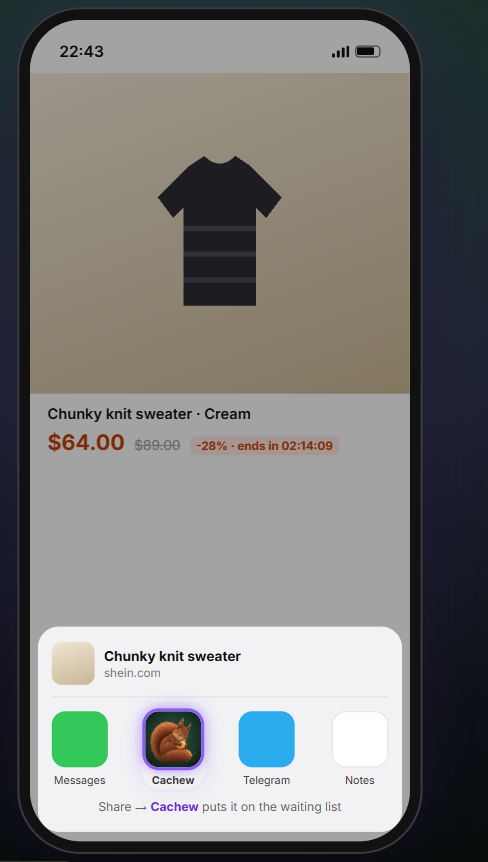 22:43
Chunky knit sweater · Cream
$64.00 $89.00 -28% · ends in 02:14:09
Chunky knit sweater
shein.com
Messages Cachew Telegram Notes
Share → Cachew puts it on the waiting list